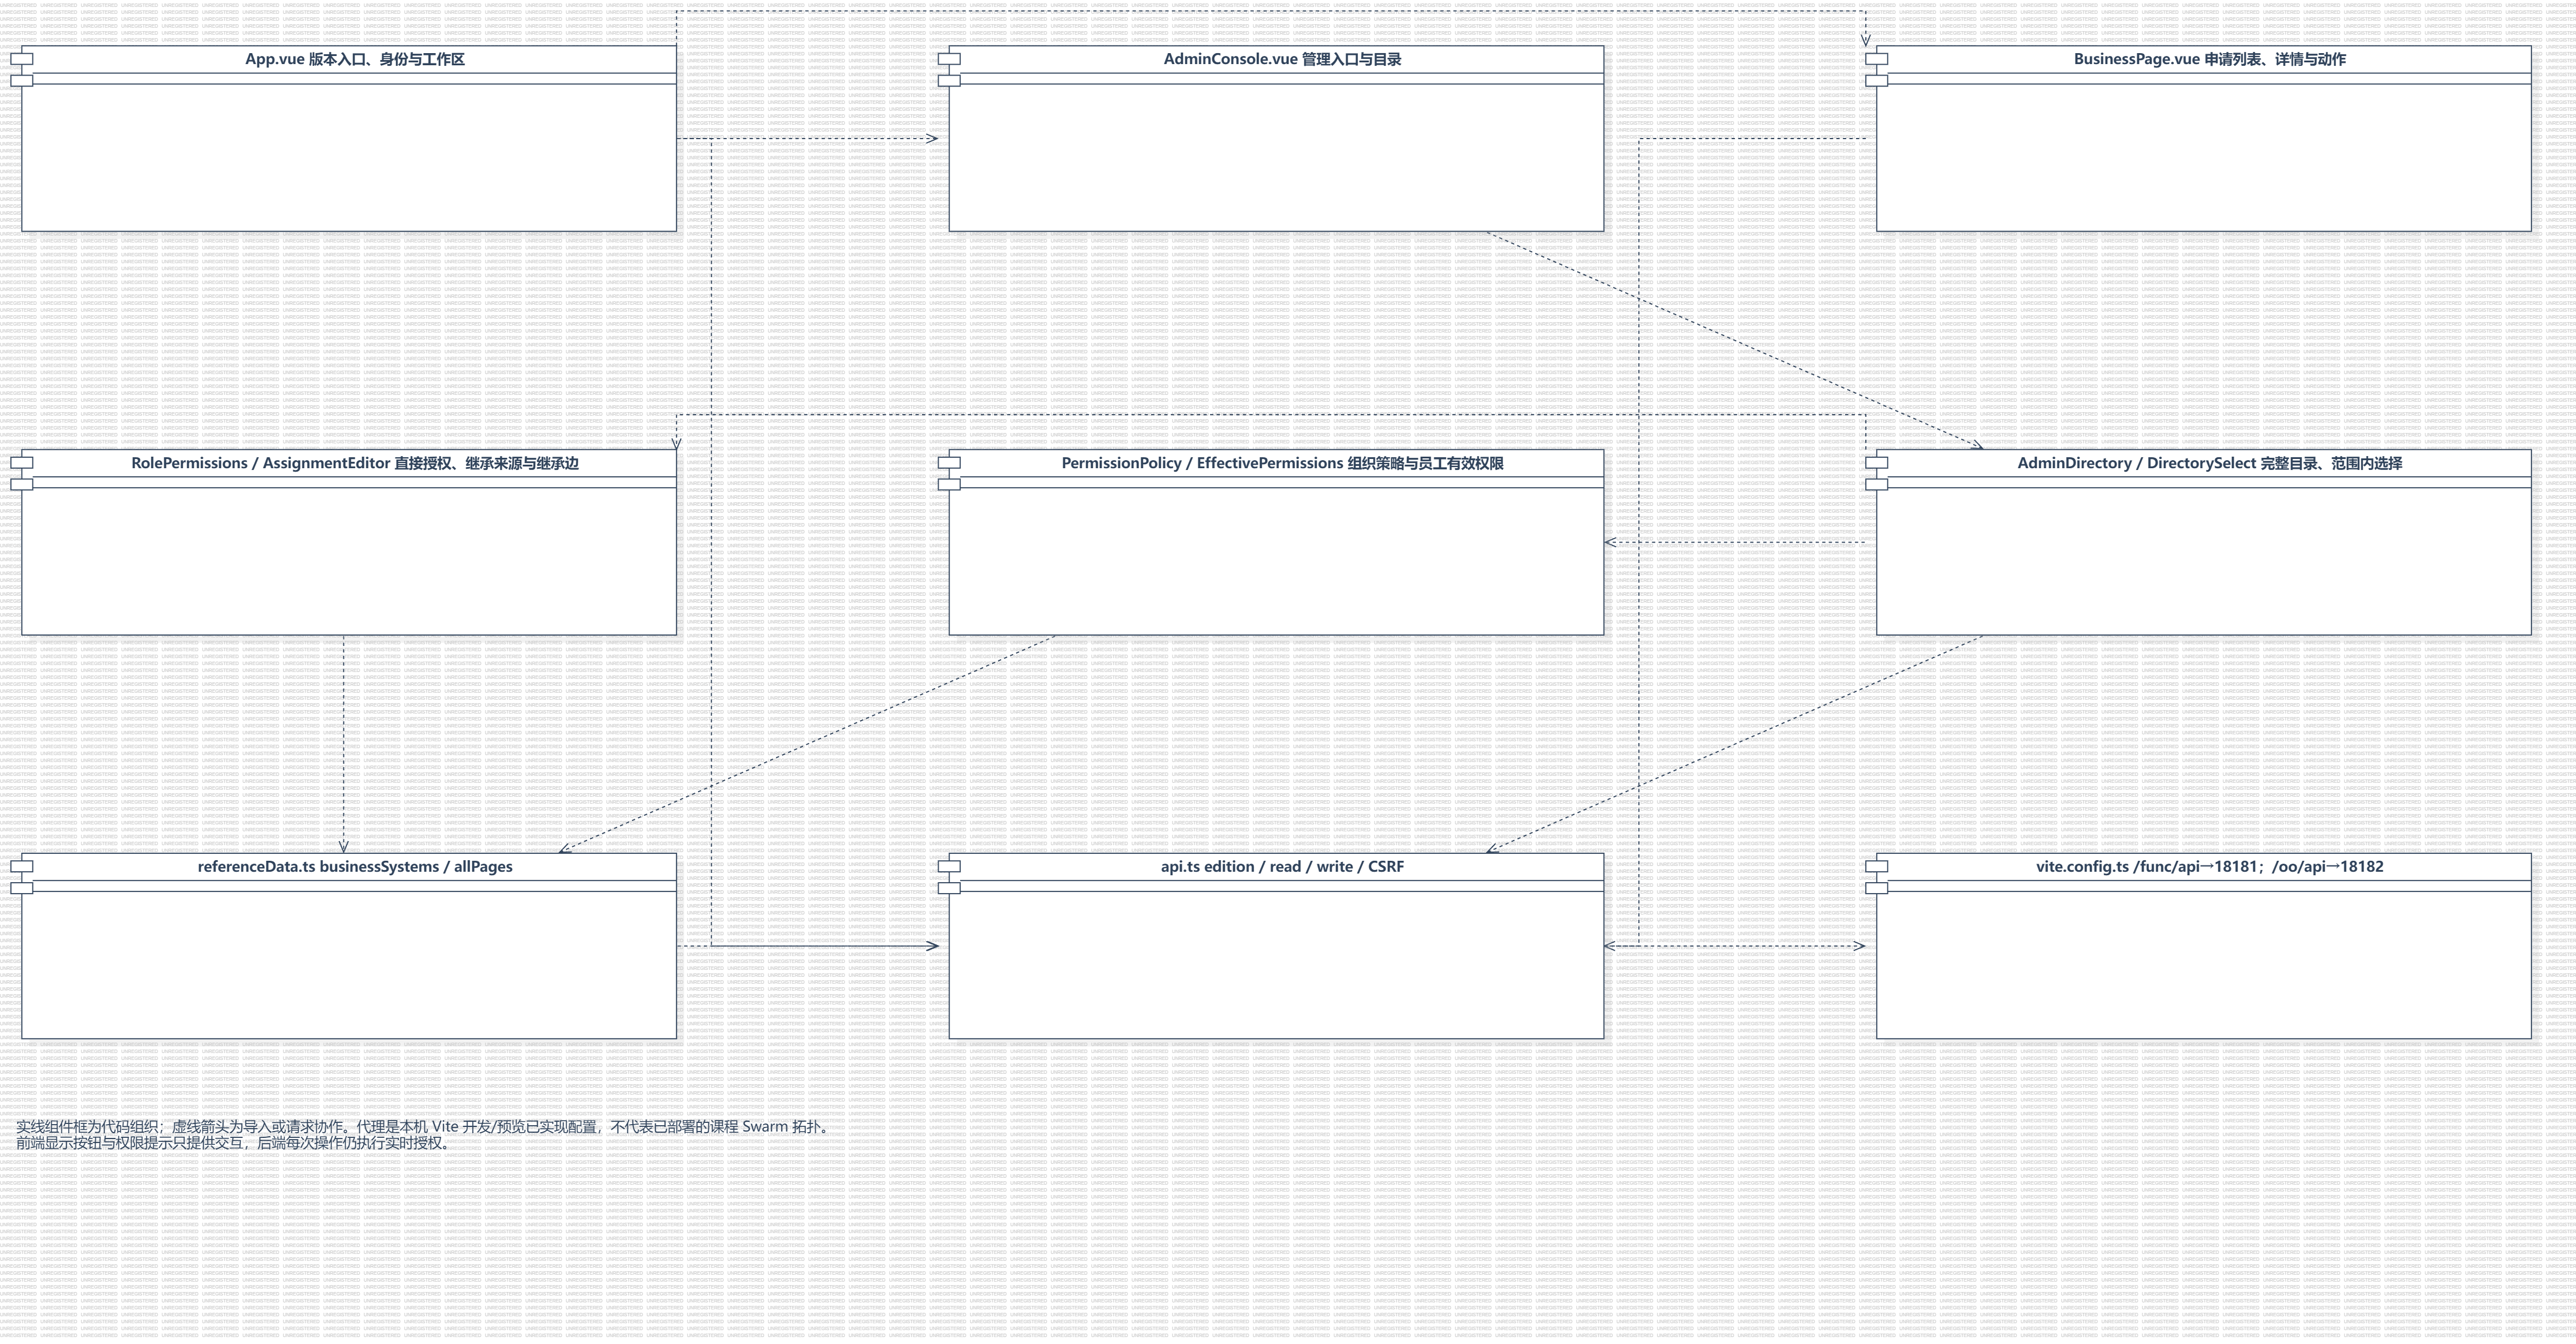 App.vue 版本入口、身份与工作区
AdminConsole.vue 管理入口与目录
BusinessPage.vue 申请列表、详情与动作
RolePermissions / AssignmentEditor 直接授权、继承来源与继承边
PermissionPolicy / EffectivePermissions 组织策略与员工有效权限
AdminDirectory / DirectorySelect 完整目录、范围内选择
referenceData.ts businessSystems / allPages
api.ts edition / read / write / CSRF
vite.config.ts /func/api→18181；/oo/api→18182
实线组件框为代码组织；虚线箭头为导入或请求协作。代理是本机 Vite 开发/预览已实现配置，不代表已部署的课程 Swarm 拓扑。
前端显示按钮与权限提示只提供交互，后端每次操作仍执行实时授权。
UNREGISTERED